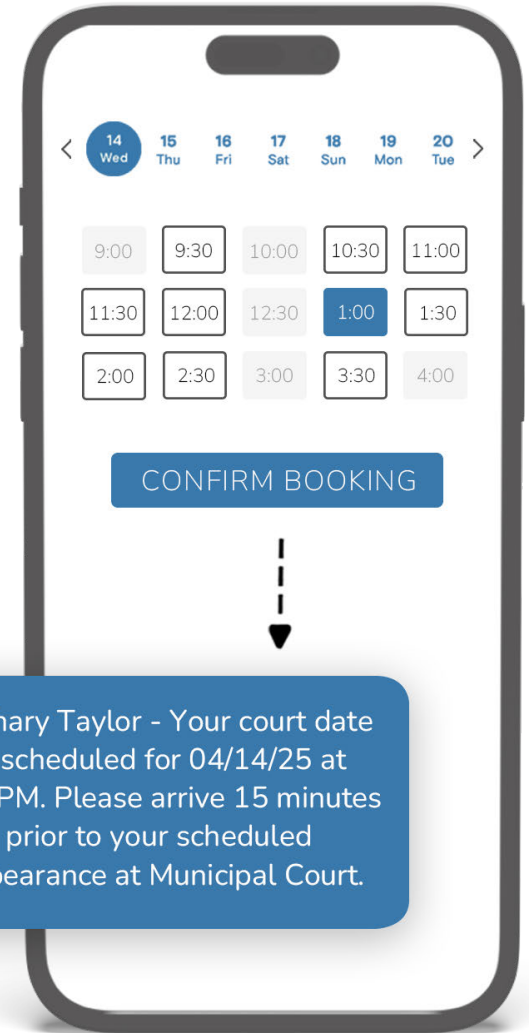 14 15 16 17 18 19 20
Wed Thu Fri Sat Sun Mon Tue
9:00 9:30 10:00 10:30 11:00
11:30 12:00 12:30 1:00 1:30
2:00 2:30 3:00 3:30 4:00
CONFIRM BOOKING
Taylor - Your court date
scheduled for 04/14/25 at
PM. Please arrive 15 minutes
prior to your scheduled
at Municipal Court.